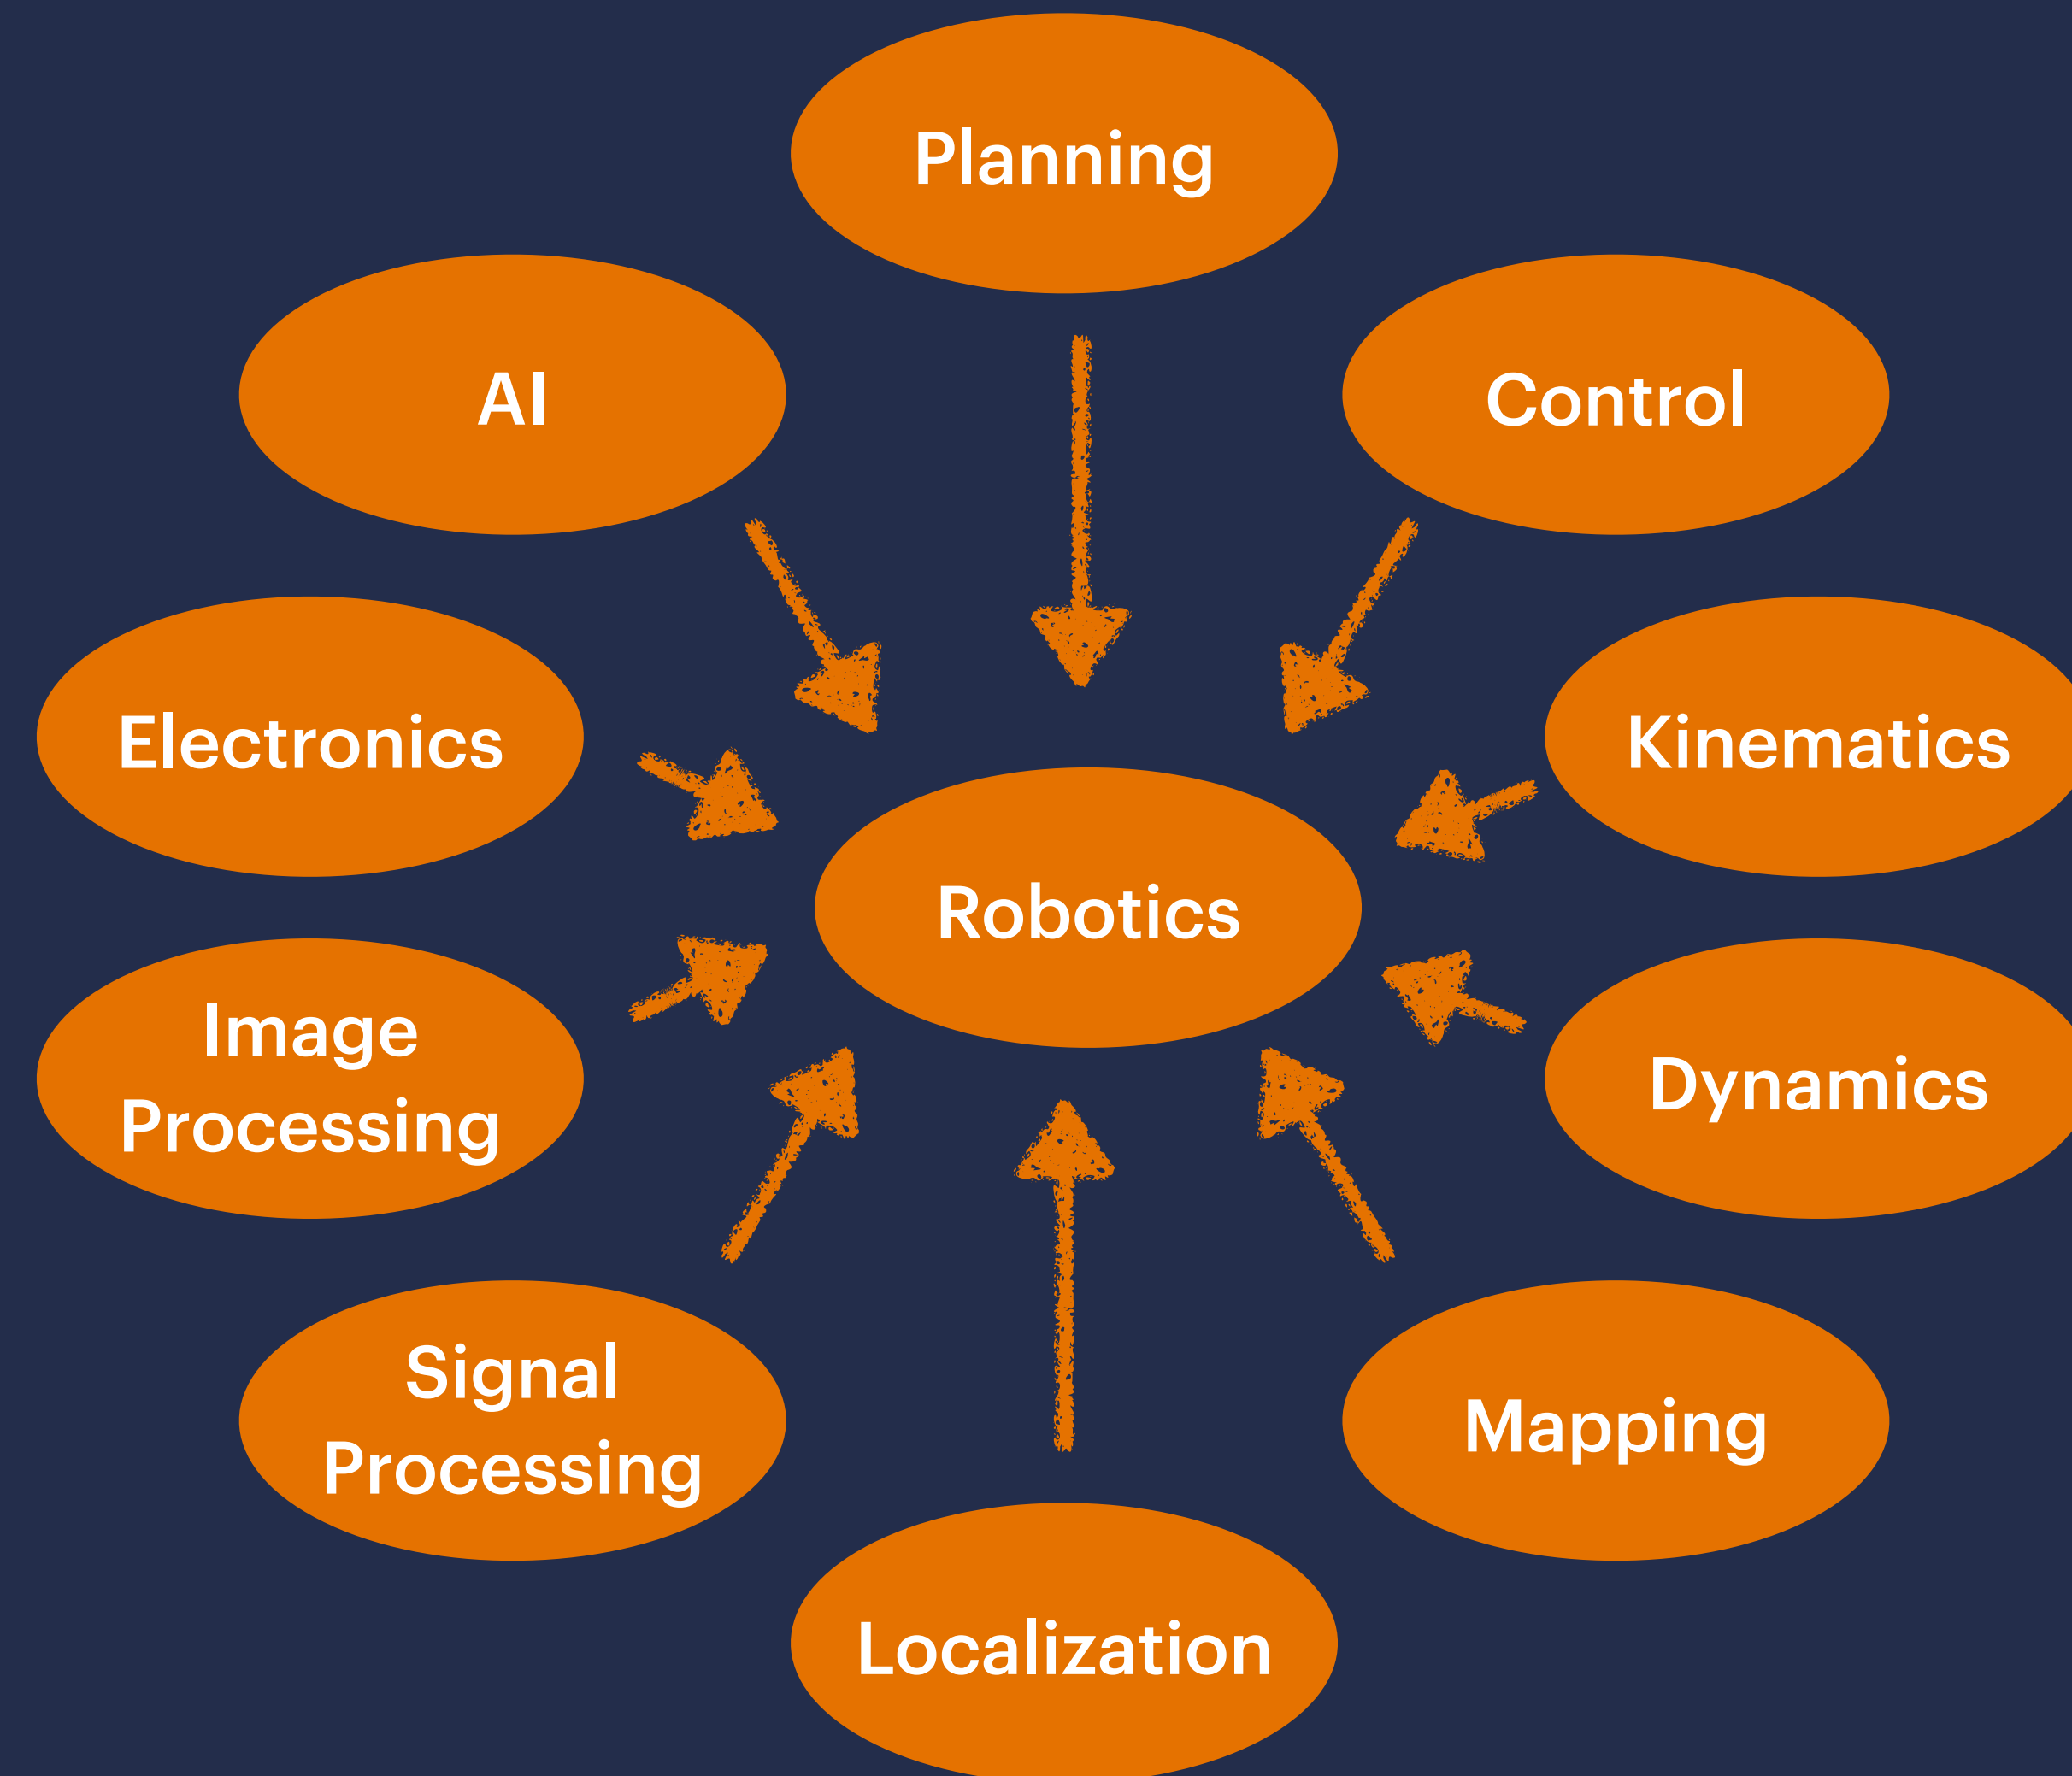 Planning
AI
Control
Electronics
Kinematics
Robotics
Image
Processing
Dynamics
Signal
Processing
Mapping
Localization